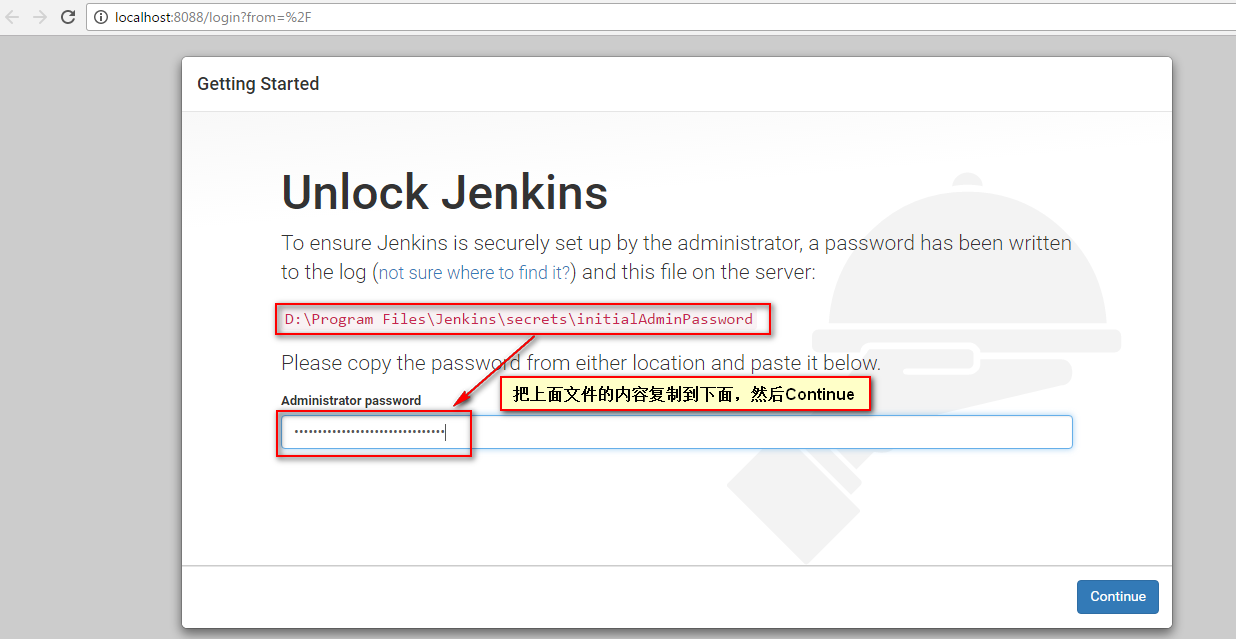 localhost:8088/login?from=%2F
Getting Started
Unlock Jenkins
To ensure Jenkins is securely set up by the administrator, a password has been written
to the log (not sure where to find it?) and this file on the server:
D:\Program Files\Jenkins\secrets\initialAdminPassword
Please copy the password from either location and paste it below.
把上面文件的内容复制到下面，然后Continue
Administrator password
Continue